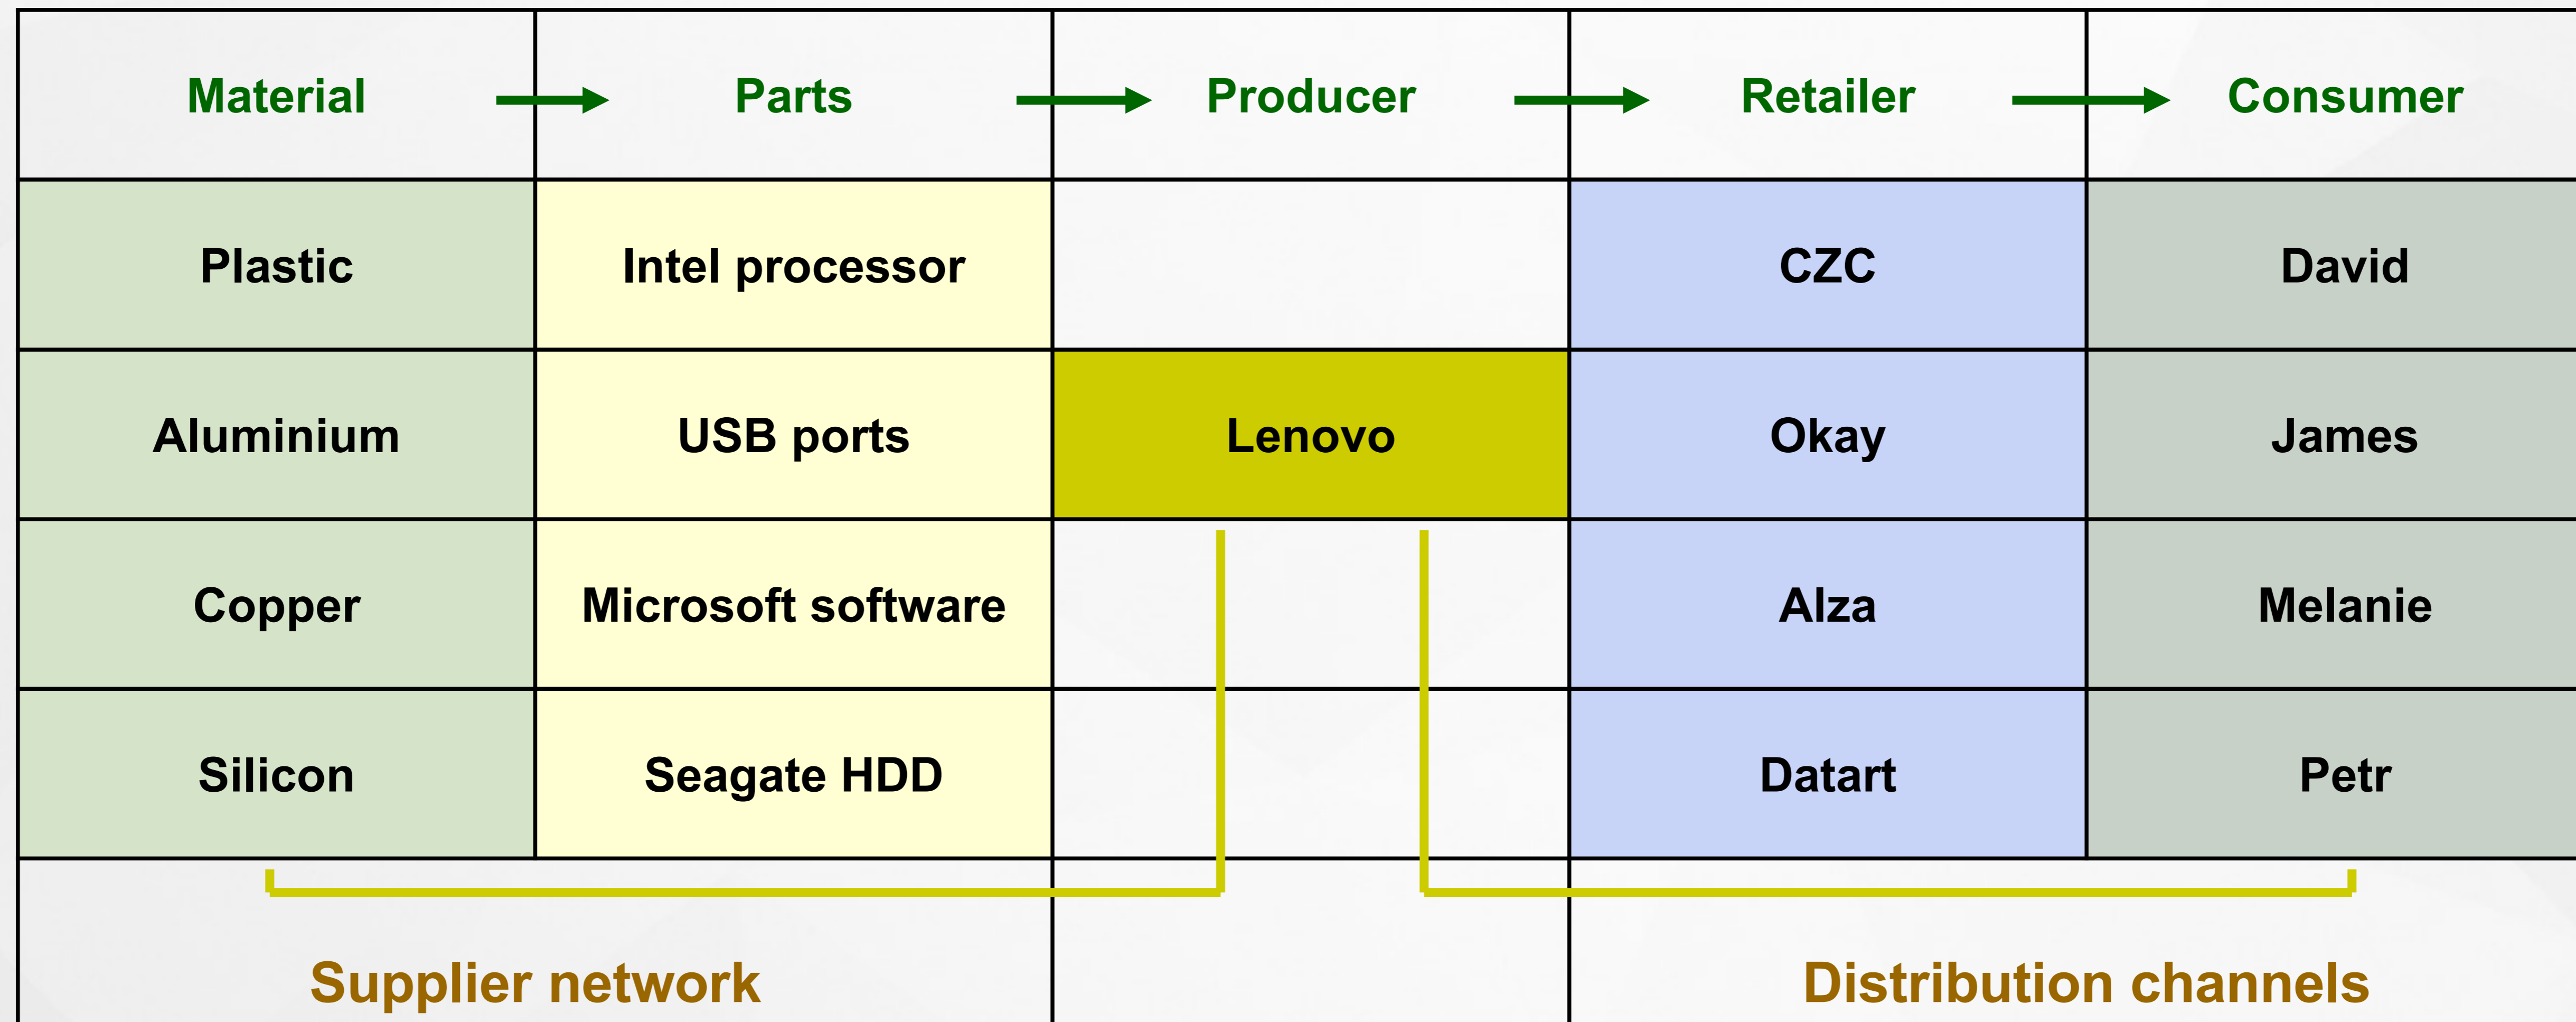 Material Parts Producer Retailer Consumer
Plastic Intel processor CZC David
Aluminium USB ports Lenovo Okay James
Copper Microsoft software Alza Melanie
Silicon Seagate HDD Datart Petr
Supplier network Distribution channels